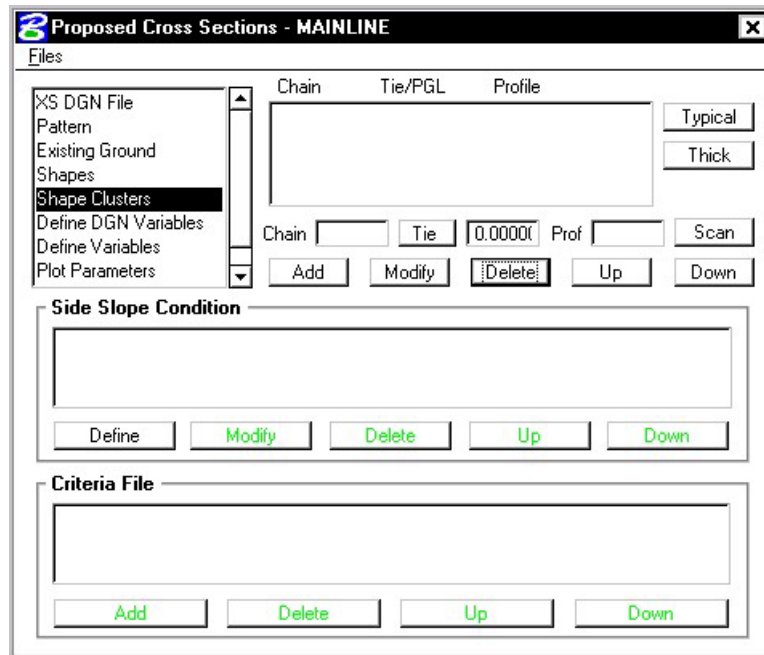 Proposed Cross Sections - MAINLINE
Files
XS DGN File
Pattern
Existing Ground
Shapes
Shape Clusters
Define DGN Variables
Define Variables
Plot Parameters
Chain Tie/PGL Profile
Typical
Thick
Chain Tie 0.0000( Prof Scan
Add Modify Delete Up Down
Side Slope Condition
Define Modify Delete Up Down
Criteria File
Add Delete Up Down